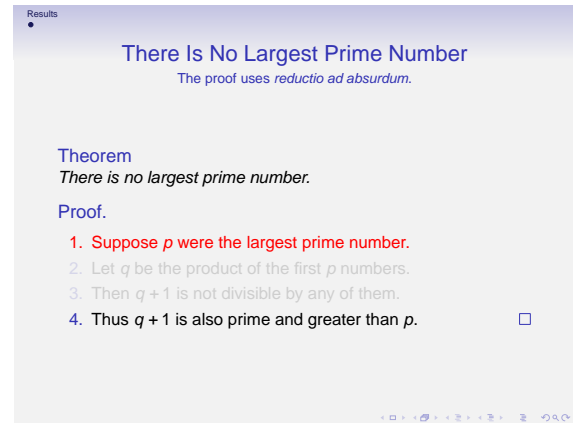 Results
There Is No Largest Prime Number
The proof uses reductio ad absurdum.
Theorem
There is no largest prime number.
Proof.
1. Suppose p were the largest prime number.
2. Let q be the product of the first p numbers.
3. Then q + 1 is not divisible by any of them.
4. Thus q + 1 is also prime and greater than p.